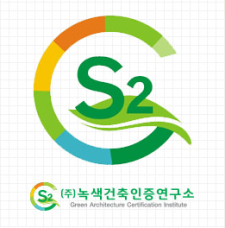 S2
S2 (주)녹색건축인증연구소
Green Architecture Certification Institute